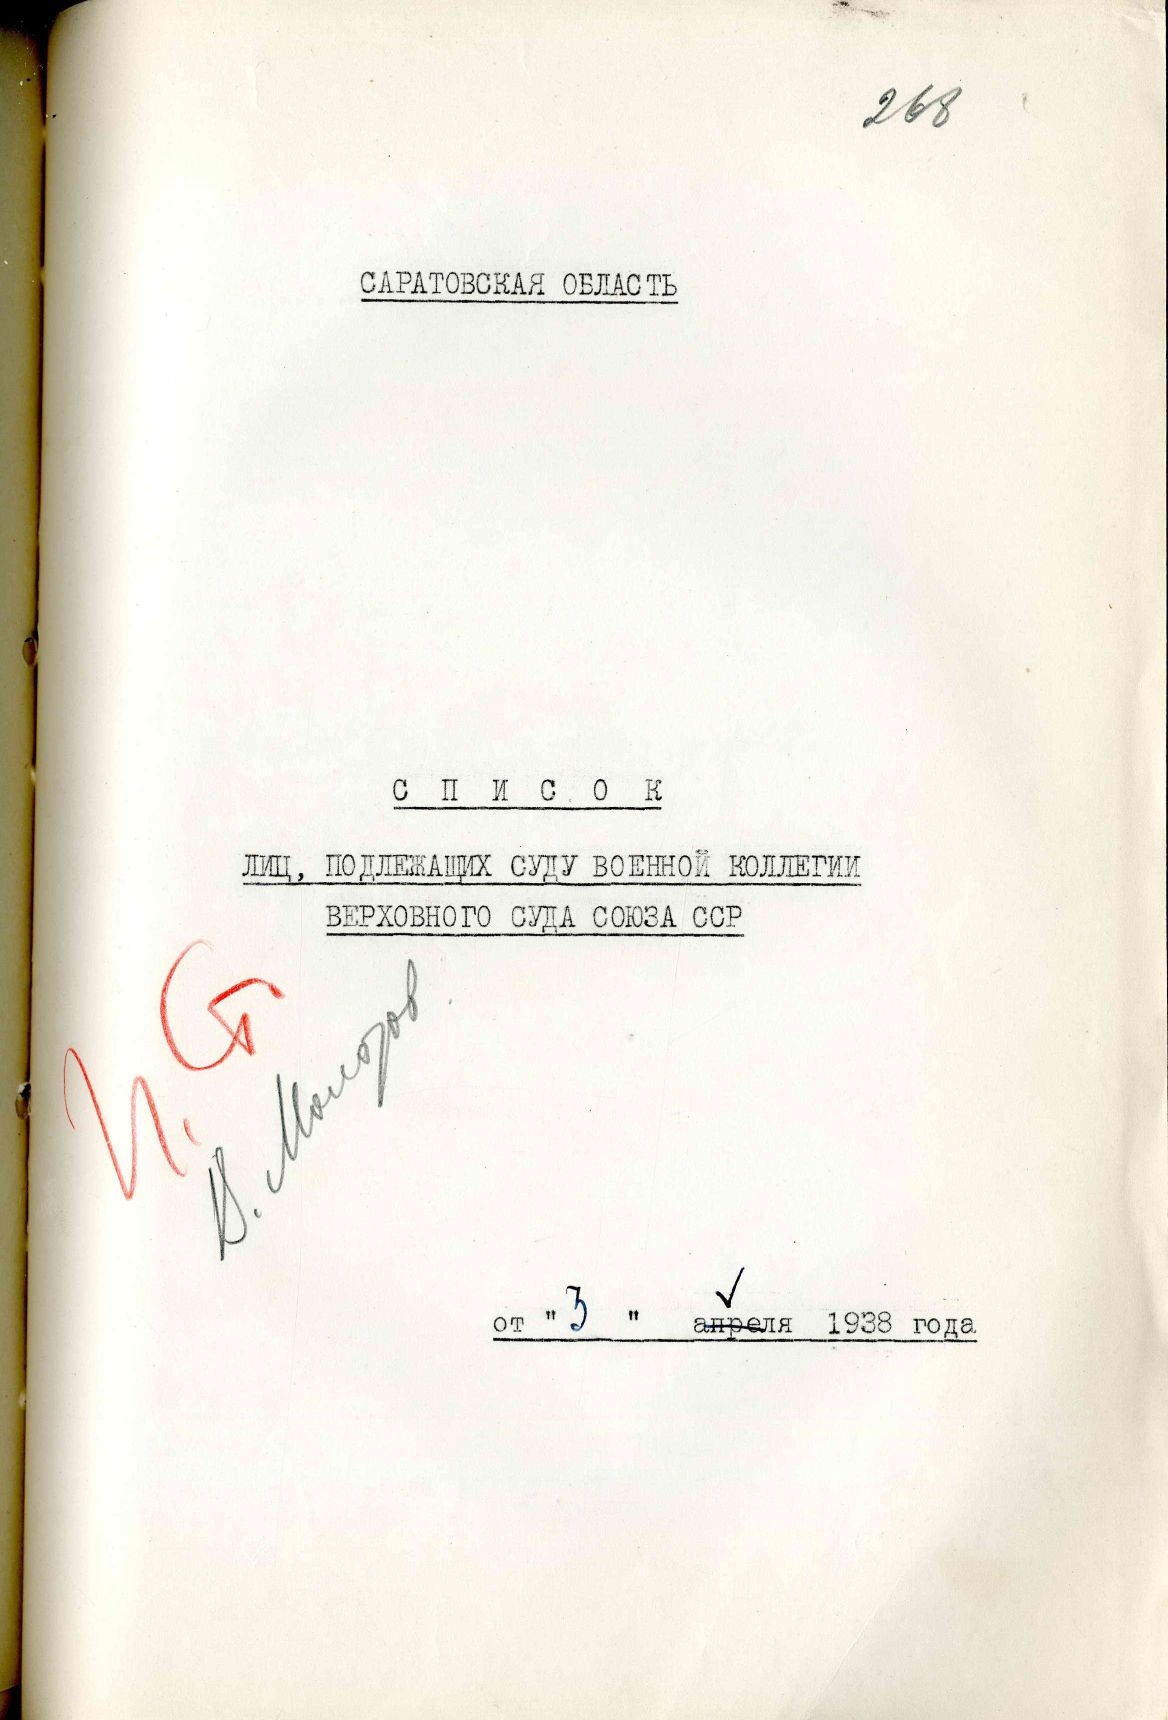 268
САРАТОВСКАЯ ОБЛАСТЬ
С П И С О К
ЛИЦ, ПОДЛЕЖАЩИХ СУДУ ВОЕННОЙ КОЛЛЕГИИ
ВЕРХОВНОГО СУДА СОЮЗА ССР
И. Ст
В. Молотов
от "3" апреля 1938 года